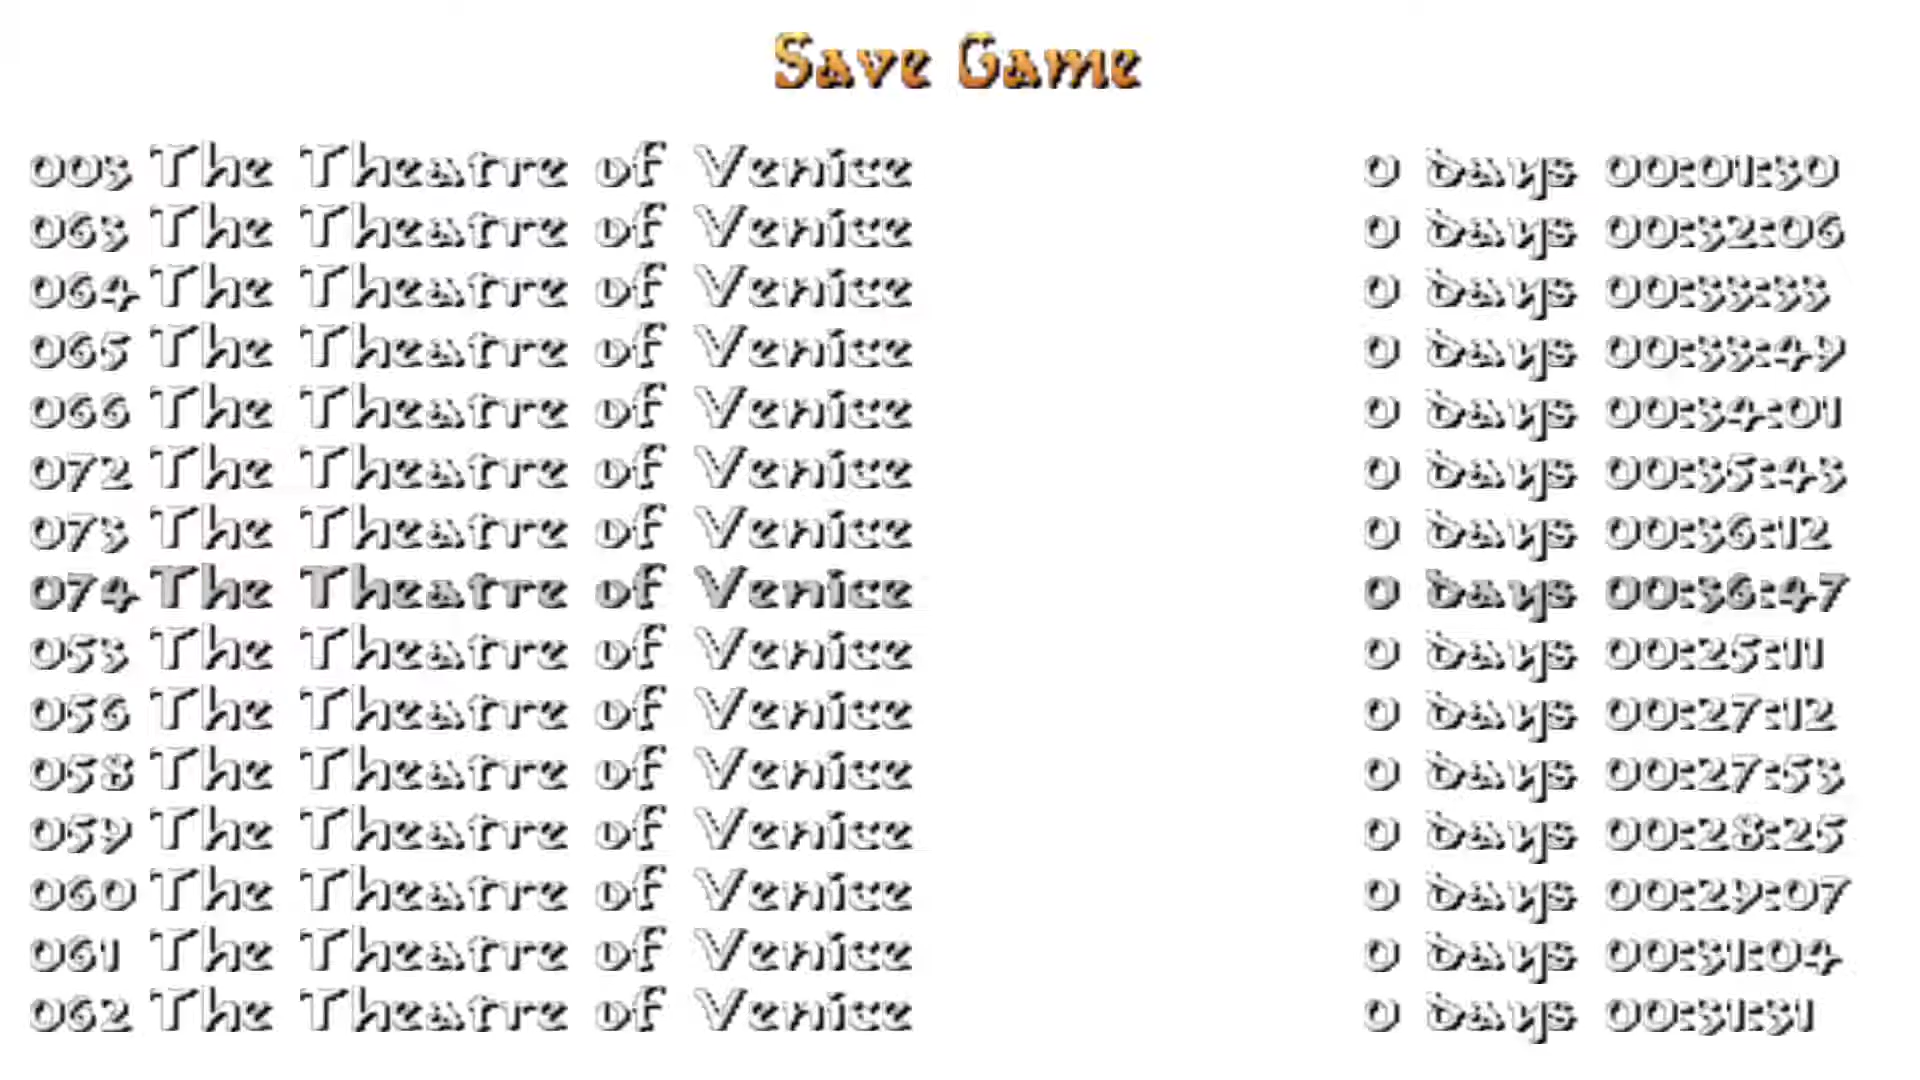 Save Game
003 The Theatre of Venice 0 days 00:01:30
063 The Theatre of Venice 0 days 00:32:06
064 The Theatre of Venice 0 days 00:33:33
065 The Theatre of Venice 0 days 00:33:49
066 The Theatre of Venice 0 days 00:34:01
072 The Theatre of Venice 0 days 00:35:43
073 The Theatre of Venice 0 days 00:36:12
074 The Theatre of Venice 0 days 00:36:47
053 The Theatre of Venice 0 days 00:25:11
056 The Theatre of Venice 0 days 00:27:12
058 The Theatre of Venice 0 days 00:27:53
059 The Theatre of Venice 0 days 00:28:25
060 The Theatre of Venice 0 days 00:29:07
061 The Theatre of Venice 0 days 00:31:04
062 The Theatre of Venice 0 days 00:31:31